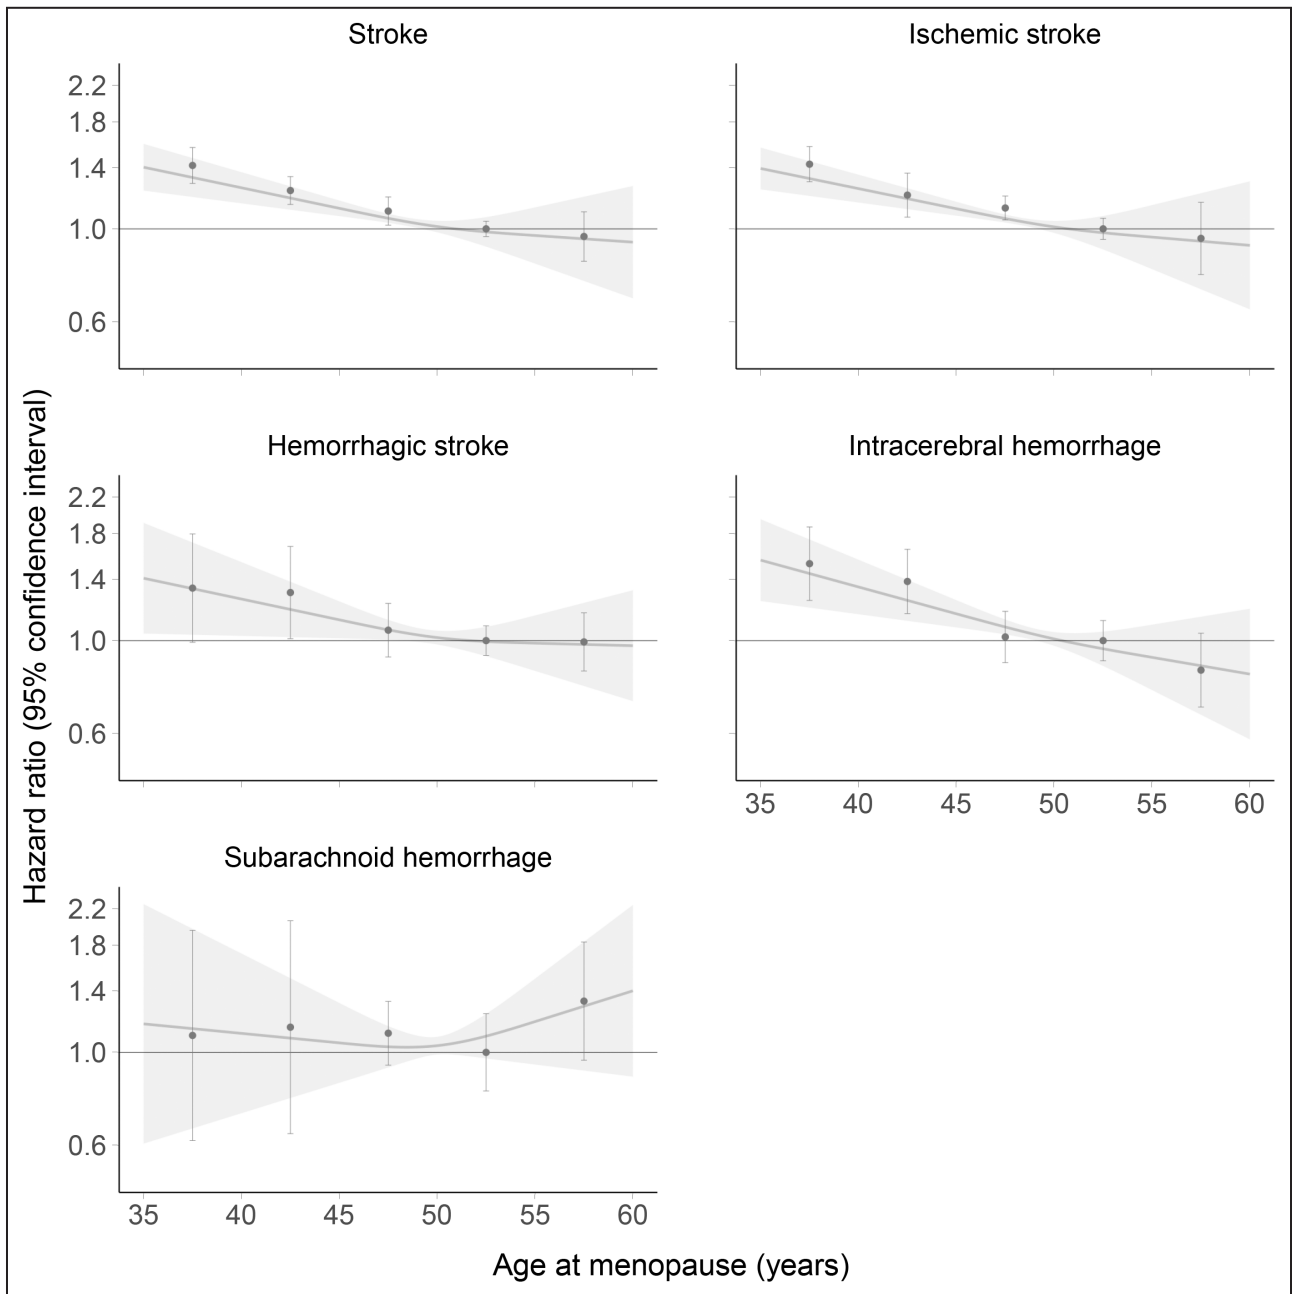 Stroke
Ischemic stroke
2.2
1.8
1.4
1.0
0.6
Hazard ratio (95% confidence interval)
Hemorrhagic stroke
Intracerebral hemorrhage
2.2
1.8
1.4
1.0
0.6
35 40 45 50 55 60
Subarachnoid hemorrhage
2.2
1.8
1.4
1.0
0.6
35 40 45 50 55 60
Age at menopause (years)